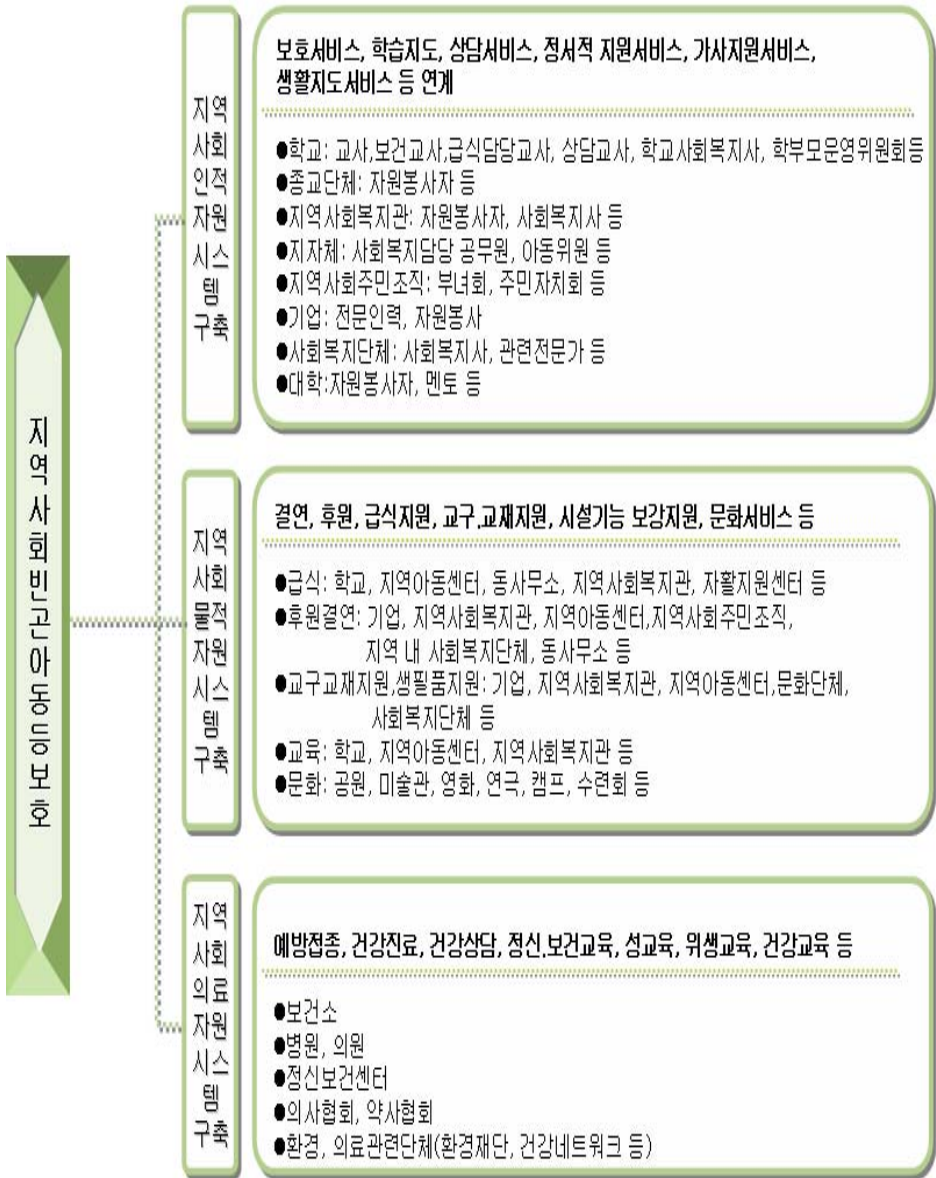 지역사회빈곤아동등보호
지역
사회
인적
자원
시스
템
구축
보호서비스, 학습지도, 상담서비스, 정서적 지원서비스, 가사지원서비스,
생활지도서비스 등 연계
●학교: 교사,보건교사,급식담당교사, 상담교사, 학교사회복지사, 학부모운영위원회등
●종교단체: 자원봉사자 등
●지역사회복지관: 자원봉사자, 사회복지사 등
●지자체: 사회복지담당 공무원, 아동위원 등
●지역사회주민조직: 부녀회, 주민자치회 등
●기업: 전문인력, 자원봉사
●사회복지단체: 사회복지사, 관련전문가 등
●대학:자원봉사자, 멘토 등
지역
사회
물적
자원
시스
템
구축
결연, 후원, 급식지원, 교구,교재지원, 시설기능 보강지원, 문화서비스 등
●급식: 학교, 지역아동센터, 동사무소, 지역사회복지관, 자활지원센터 등
●후원결연: 기업, 지역사회복지관, 지역아동센터,지역사회주민조직,
지역 내 사회복지단체, 동사무소 등
●교구교재지원,생필품지원: 기업, 지역사회복지관, 지역아동센터,문화단체,
사회복지단체 등
●교육: 학교, 지역아동센터, 지역사회복지관 등
●문화: 공원, 미술관, 영화, 연극, 캠프, 수련회 등
지역
사회
의료
자원
시스
템
구축
예방접종, 건강진료, 건강상담, 정신,보건교육, 성교육, 위생교육, 건강교육 등
●보건소
●병원, 의원
●정신보건센터
●의사협회, 약사협회
●환경, 의료관련단체(환경재단, 건강네트워크 등)